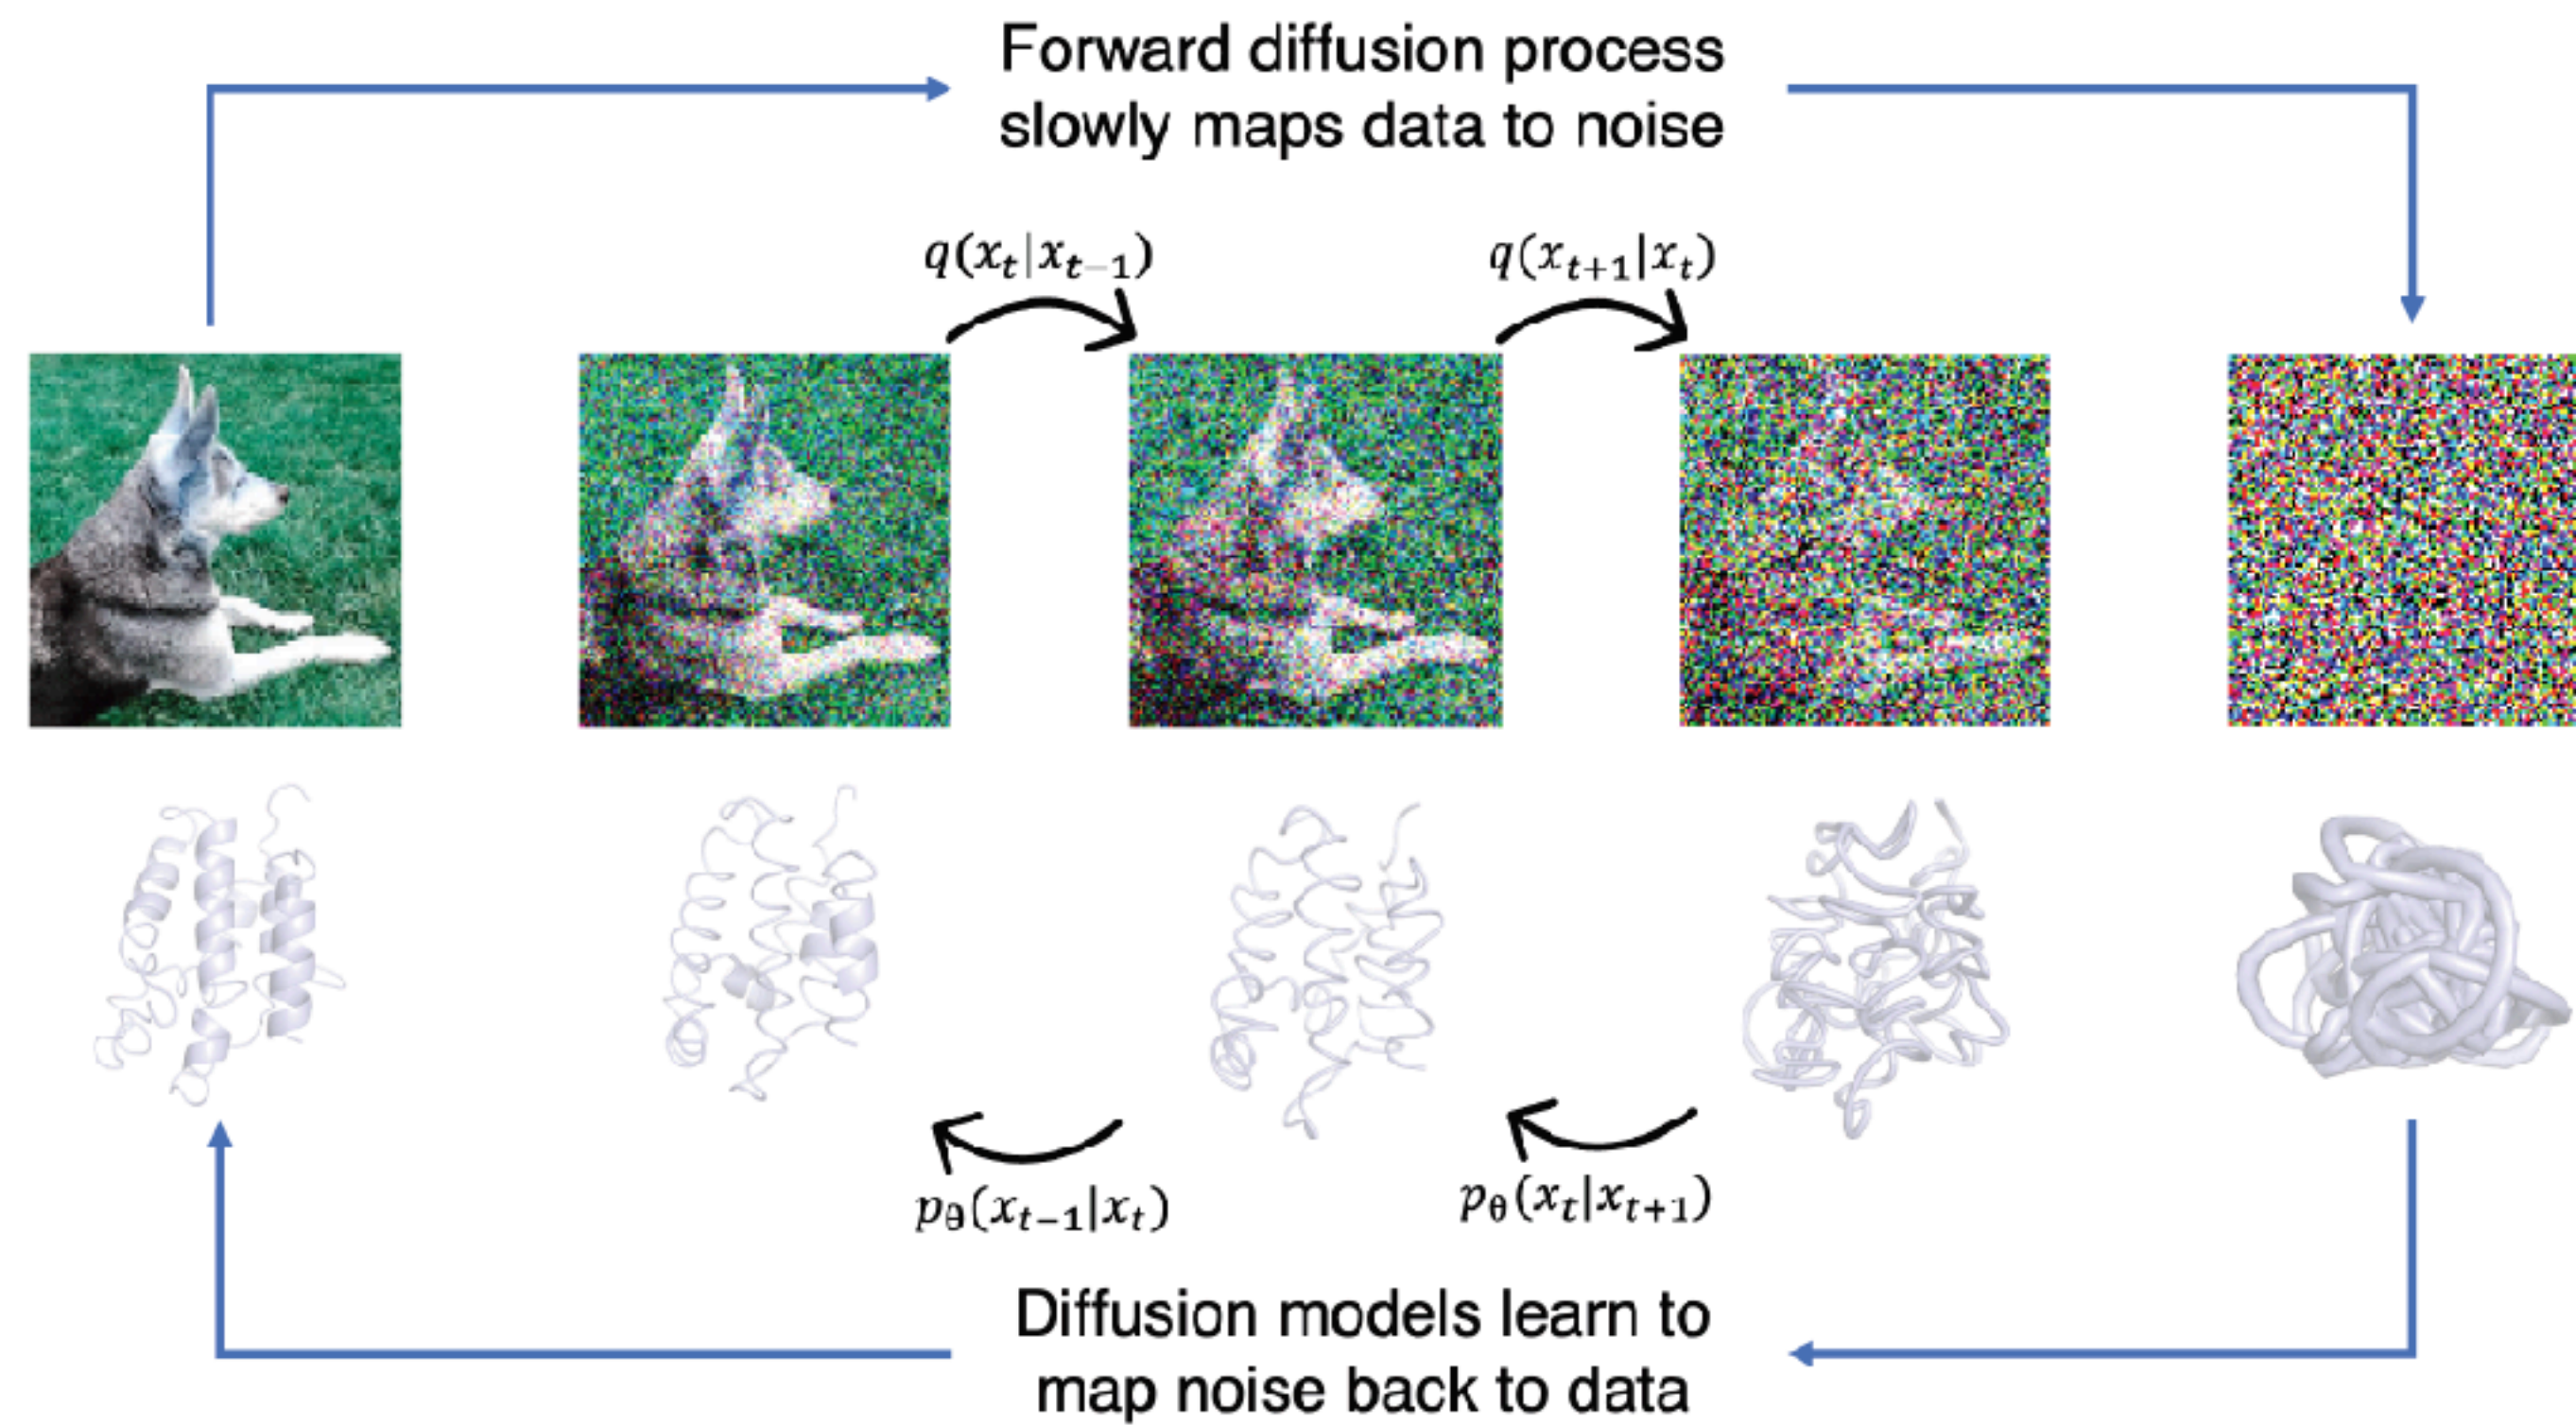 Forward diffusion process
slowly maps data to noise
q(x_t|x_{t−1})
q(x_{t+1}|x_t)
p_θ(x_{t−1}|x_t)
p_θ(x_t|x_{t+1})
Diffusion models learn to
map noise back to data